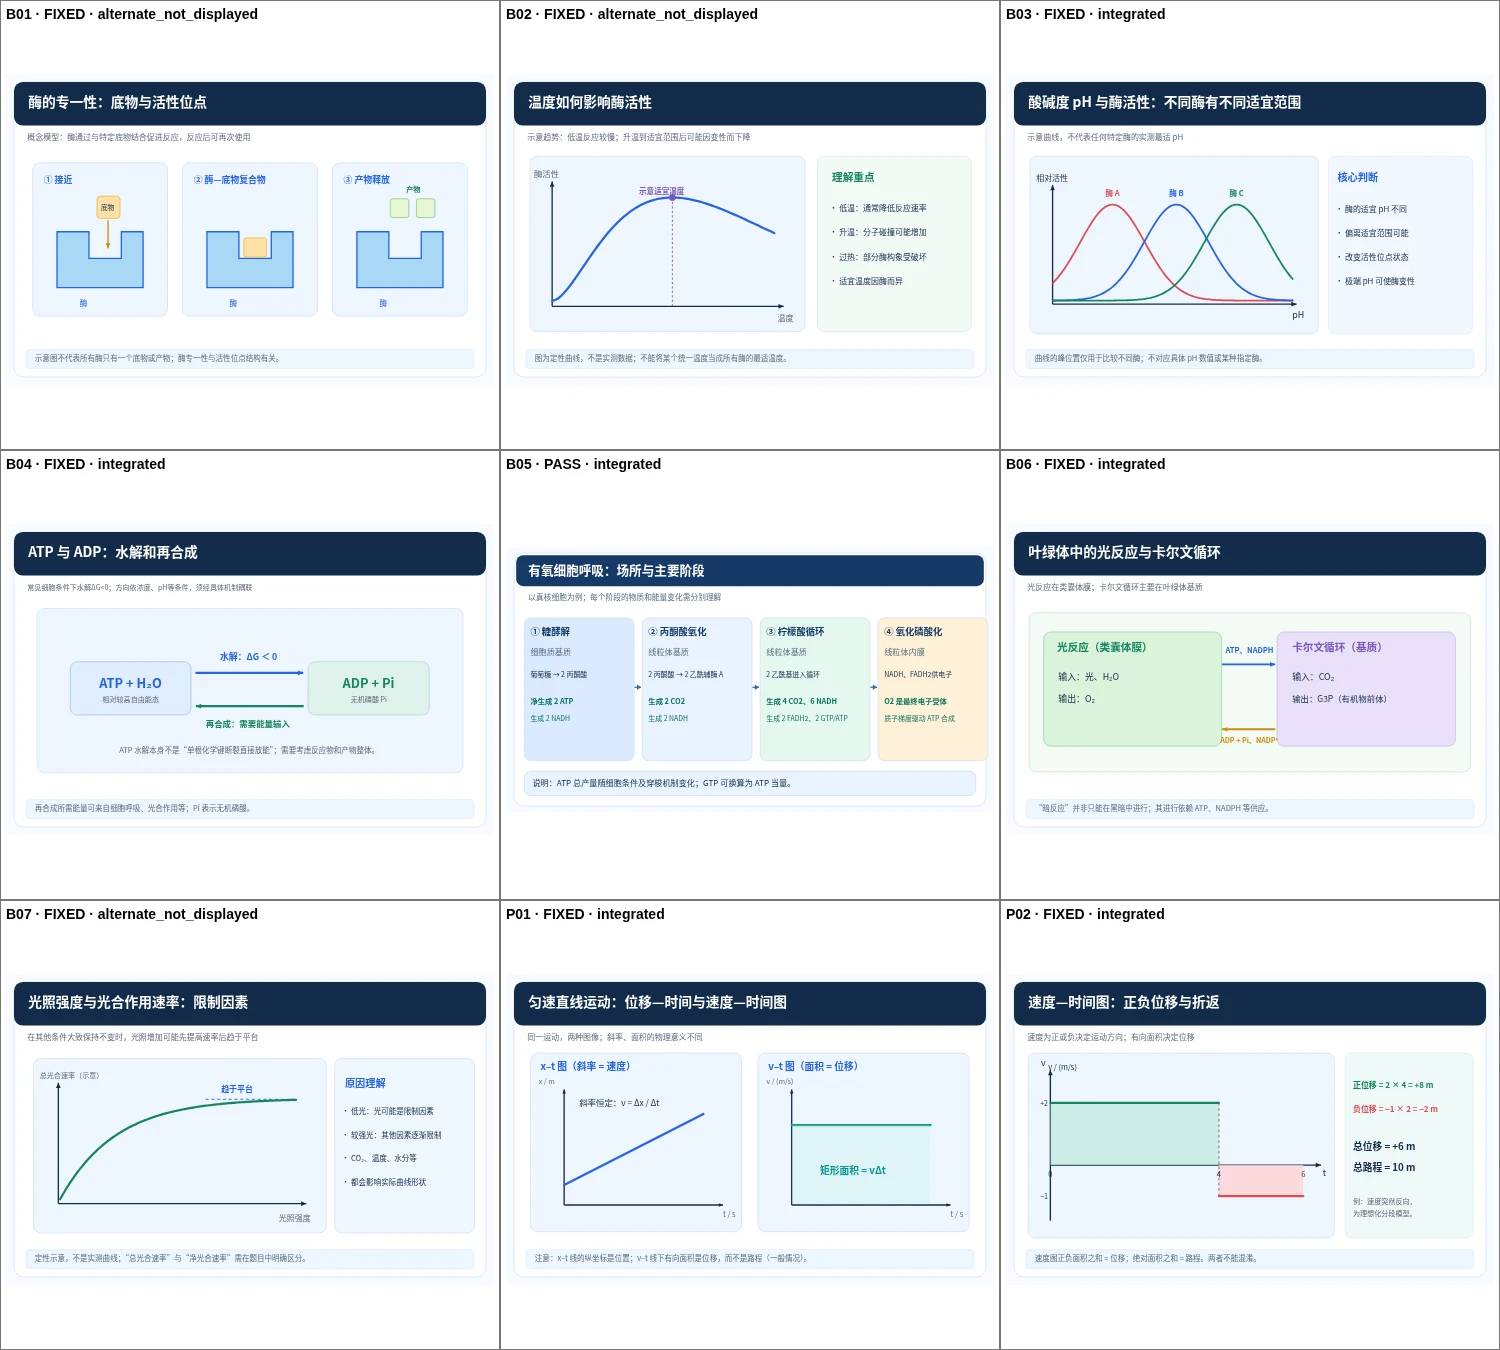 B01 · FIXED · alternate_not_displayed
酶的专一性：底物与活性位点
概念模型：酶通过与特定底物结合促进反应，反应后可再次使用
① 接近
底物
酶
② 酶—底物复合物
酶
③ 产物释放
产物
酶
示意图不代表所有酶只有一个底物或产物；酶专一性与活性位点结构有关。
B02 · FIXED · alternate_not_displayed
温度如何影响酶活性
示意趋势：低温反应较慢；升温到适宜范围后可能因变性而下降
酶活性
示意适宜温度
温度
理解重点
· 低温：通常降低反应速率
· 升温：分子碰撞可能增加
· 过热：部分酶构象受破坏
· 适宜温度因酶而异
图为定性曲线，不是实测数据；不能将某个统一温度当成所有酶的最适温度。
B03 · FIXED · integrated
酸碱度 pH 与酶活性：不同酶有不同适宜范围
示意曲线，不代表任何特定酶的实测最适 pH
相对活性
酶 A
酶 B
酶 C
pH
核心判断
· 酶的适宜 pH 不同
· 偏离适宜范围可能
· 改变活性位点状态
· 极端 pH 可使酶变性
曲线的峰位置仅用于比较不同酶；不对应具体 pH 数值或某种指定酶。
B04 · FIXED · integrated
ATP 与 ADP：水解和再合成
常见细胞条件下水解ΔG<0；方向依浓度、pH等条件，须经具体机制耦联
ATP + H₂O
相对较高自由能态
水解：ΔG < 0
再合成：需要能量输入
ADP + Pi
无机磷酸 Pi
ATP 水解本身不是“单根化学键断裂直接放能”；需要考虑反应物和产物整体。
再合成所需能量可来自细胞呼吸、光合作用等；Pi 表示无机磷酸。
B05 · PASS · integrated
有氧细胞呼吸：场所与主要阶段
以真核细胞为例；每个阶段的物质和能量变化需分别理解
① 糖酵解
细胞质基质
葡萄糖 → 2 丙酮酸
净生成 2 ATP
生成 2 NADH
② 丙酮酸氧化
线粒体基质
2 丙酮酸 → 2 乙酰辅酶 A
生成 2 CO2
生成 2 NADH
③ 柠檬酸循环
线粒体基质
2 乙酰基进入循环
生成 4 CO2、6 NADH
生成 2 FADH2、2 GTP/ATP
④ 氧化磷酸化
线粒体内膜
NADH、FADH2供电子
O2 是最终电子受体
质子梯度驱动 ATP 合成
说明：ATP 总产量随细胞条件及穿梭机制变化；GTP 可换算为 ATP 当量。
B06 · FIXED · integrated
叶绿体中的光反应与卡尔文循环
光反应在类囊体膜；卡尔文循环主要在叶绿体基质
光反应（类囊体膜）
输入：光、H₂O
输出：O₂
ATP、NADPH
ADP + Pi、NADP⁺
卡尔文循环（基质）
输入：CO₂
输出：G3P（有机物前体）
“暗反应”并非只能在黑暗中进行；其进行依赖 ATP、NADPH 等供应。
B07 · FIXED · alternate_not_displayed
光照强度与光合作用速率：限制因素
在其他条件大致保持不变时，光照增加可能先提高速率后趋于平台
总光合速率（示意）
趋于平台
光照强度
原因理解
· 低光：光可能是限制因素
· 较强光：其他因素逐渐限制
· CO₂、温度、水分等
· 都会影响实际曲线形状
定性示意，不是实测曲线；“总光合速率”与“净光合速率”需在题目中明确区分。
P01 · FIXED · integrated
匀速直线运动：位移—时间与速度—时间图
同一运动，两种图像；斜率、面积的物理意义不同
x–t 图（斜率 = 速度）
x / m
斜率恒定：v = Δx / Δt
t / s
v–t 图（面积 = 位移）
v / (m/s)
矩形面积 = vΔt
t / s
注意：x–t 线的纵坐标是位置；v–t 线下有向面积是位移，而不是路程（一般情况）。
P02 · FIXED · integrated
速度—时间图：正负位移与折返
速度为正或负决定运动方向；有向面积决定位移
v
v / (m/s)
+2
0
4
6
t
−1
正位移 = 2 × 4 = +8 m
负位移 = −1 × 2 = −2 m
总位移 = +6 m
总路程 = 10 m
例：速度突然反向，
为理想化分段模型。
速度图正负面积之和 = 位移；绝对面积之和 = 路程。两者不能混淆。